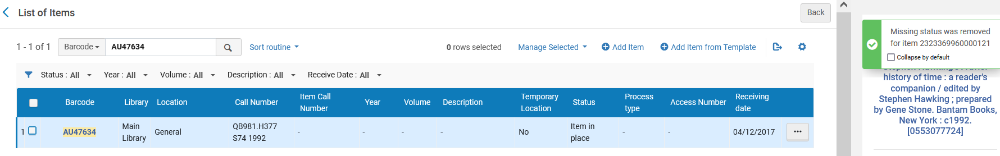 List of Items
Back
1 - 1 of 1
Barcode
AU47634
Sort routine
0 rows selected
Manage Selected
Add Item
Add Item from Template
Status : All
Year : All
Volume : All
Description : All
Receive Date : All
Barcode
Library
Location
Call Number
Item Call
Number
Year
Volume
Description
Temporary
Location
Status
Process
type
Access Number
Receiving
date
1
AU47634
Main
Library
General
QB981.H377
S74 1992
-
-
-
-
No
Item in
place
-
-
04/12/2017
...
Missing status was removed
for item 2323369960000121
Collapse by default
history of time : a reader's
companion / edited by
Stephen Hawking ; prepared
by Gene Stone. Bantam Books,
New York : c1992.
[0553077724]